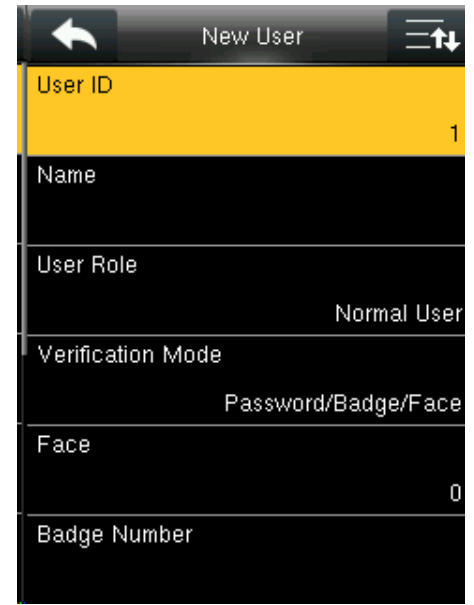 New User
User ID
1
Name
User Role
Normal User
Verification Mode
Password/Badge/Face
Face
0
Badge Number